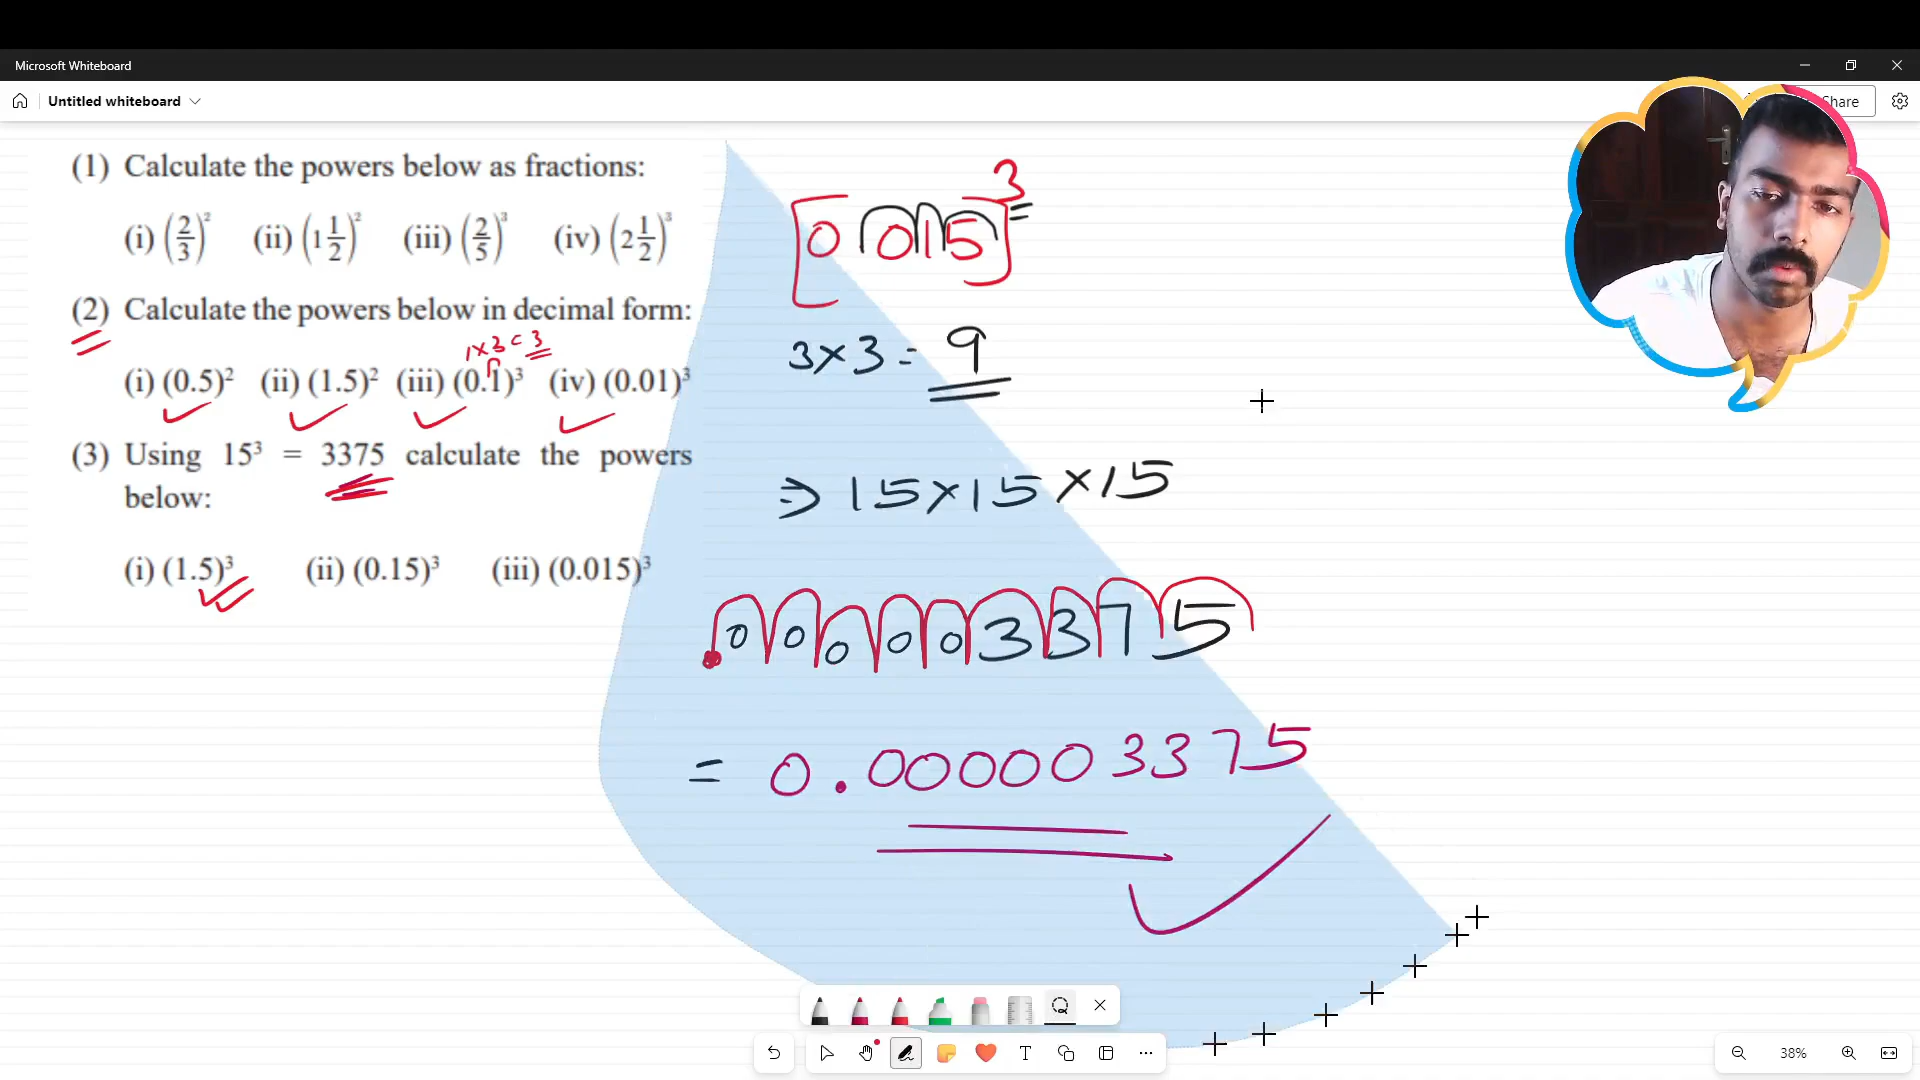 Microsoft Whiteboard
Untitled whiteboard
Share
(1) Calculate the powers below as fractions:
(i) (2/3)² (ii) (1 1/2)² (iii) (2/5)³ (iv) (2 1/2)³
(2) Calculate the powers below in decimal form:
1×3=3
(i) (0.5)² (ii) (1.5)² (iii) (0.1)³ (iv) (0.01)³
(3) Using 15³ = 3375 calculate the powers
below:
(i) (1.5)³ (ii) (0.15)³ (iii) (0.015)³
[0 015]³
3×3=9
⇒ 15×15×15
.000003375
= 0.000003375
T
38%